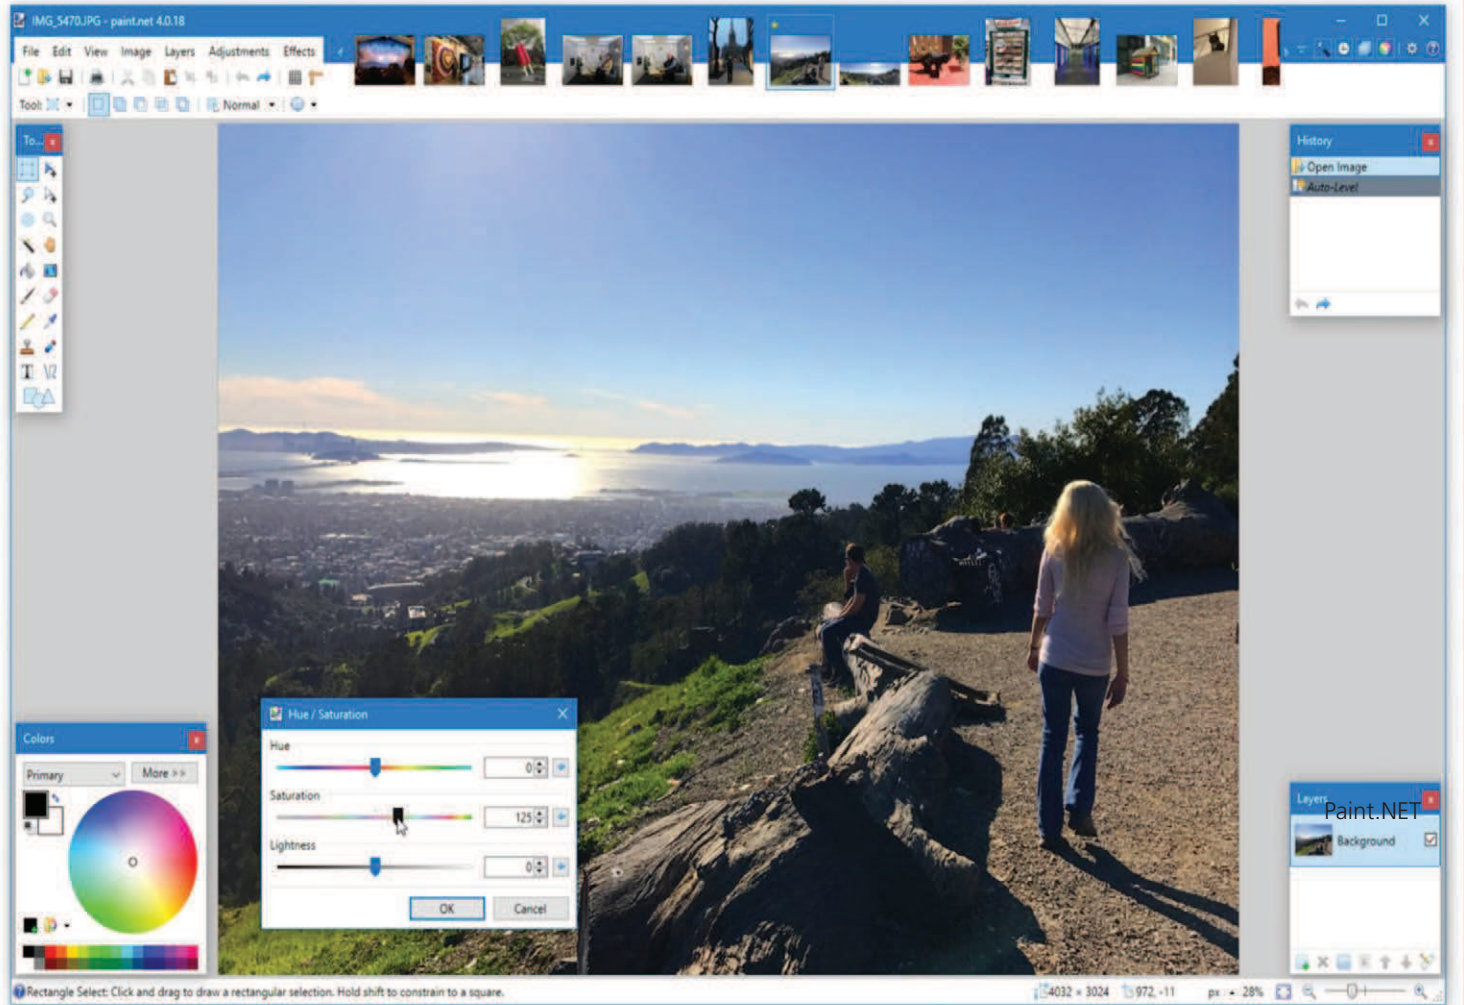 IMG_5470.JPG - paint.net 4.0.18
File Edit View Image Layers Adjustments Effects
Tool: Normal
To...
History
Open Image
Auto-Level
Hue / Saturation
Hue
0
Saturation
125
Lightness
0
OK Cancel
Colors
Primary More >>
Layers
Paint.NET
Background
Rectangle Select: Click and drag to draw a rectangular selection. Hold shift to constrain to a square. 4032 × 3024 972, -11 px 28%